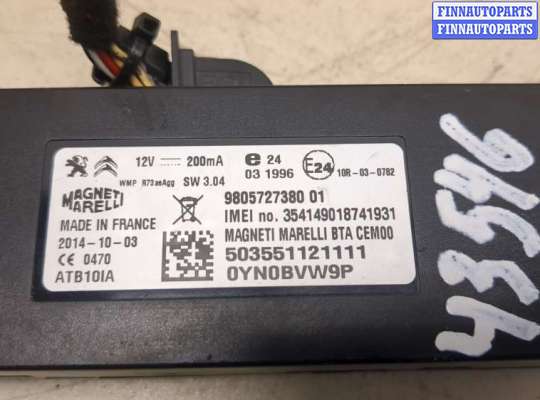 FINNAUTOPARTS
FINNAUTOPARTS
12V 200mA
e 24
03 1996
E24
10R-03-0782
WMP R73aeAgg SW 3.04
MAGNETI
MARELLI
9805727380 01
IMEI no. 354149018741931
MADE IN FRANCE
MAGNETI MARELLI BTA CEM00
2014-10-03
503551121111
CE 0470
0YN0BVW9P
ATB10IA
43546